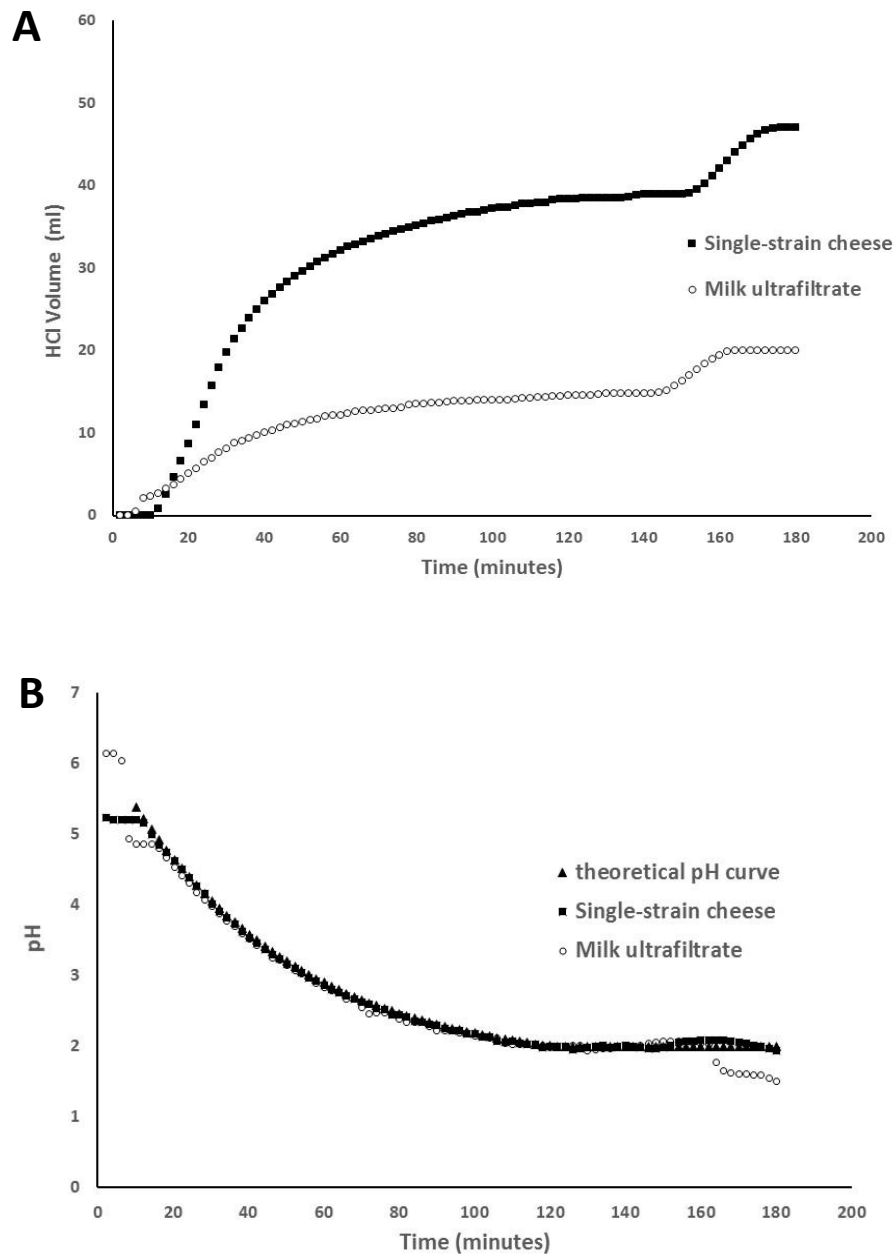 A
60
50
40
30
20
10
0
HCl Volume (ml)
Single-strain cheese
Milk ultrafiltrate
0 20 40 60 80 100 120 140 160 180 200
Time (minutes)
B
7
6
5
4
3
2
1
0
pH
theoretical pH curve
Single-strain cheese
Milk ultrafiltrate
0 20 40 60 80 100 120 140 160 180 200
Time (minutes)